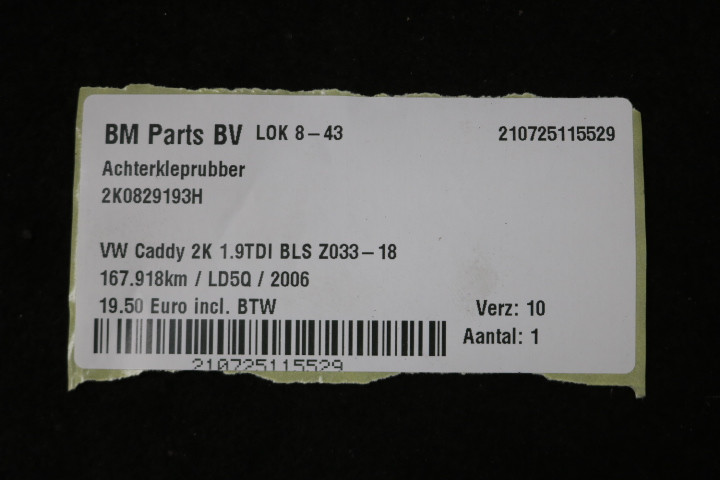 BM Parts BV LOK 8-43 210725115529
Achterkleprubber
2K0829193H
VW Caddy 2K 1.9TDI BLS Z033-18
167.918km / LD5Q / 2006
19.50 Euro incl. BTW Verz: 10
Aantal: 1
210725115529